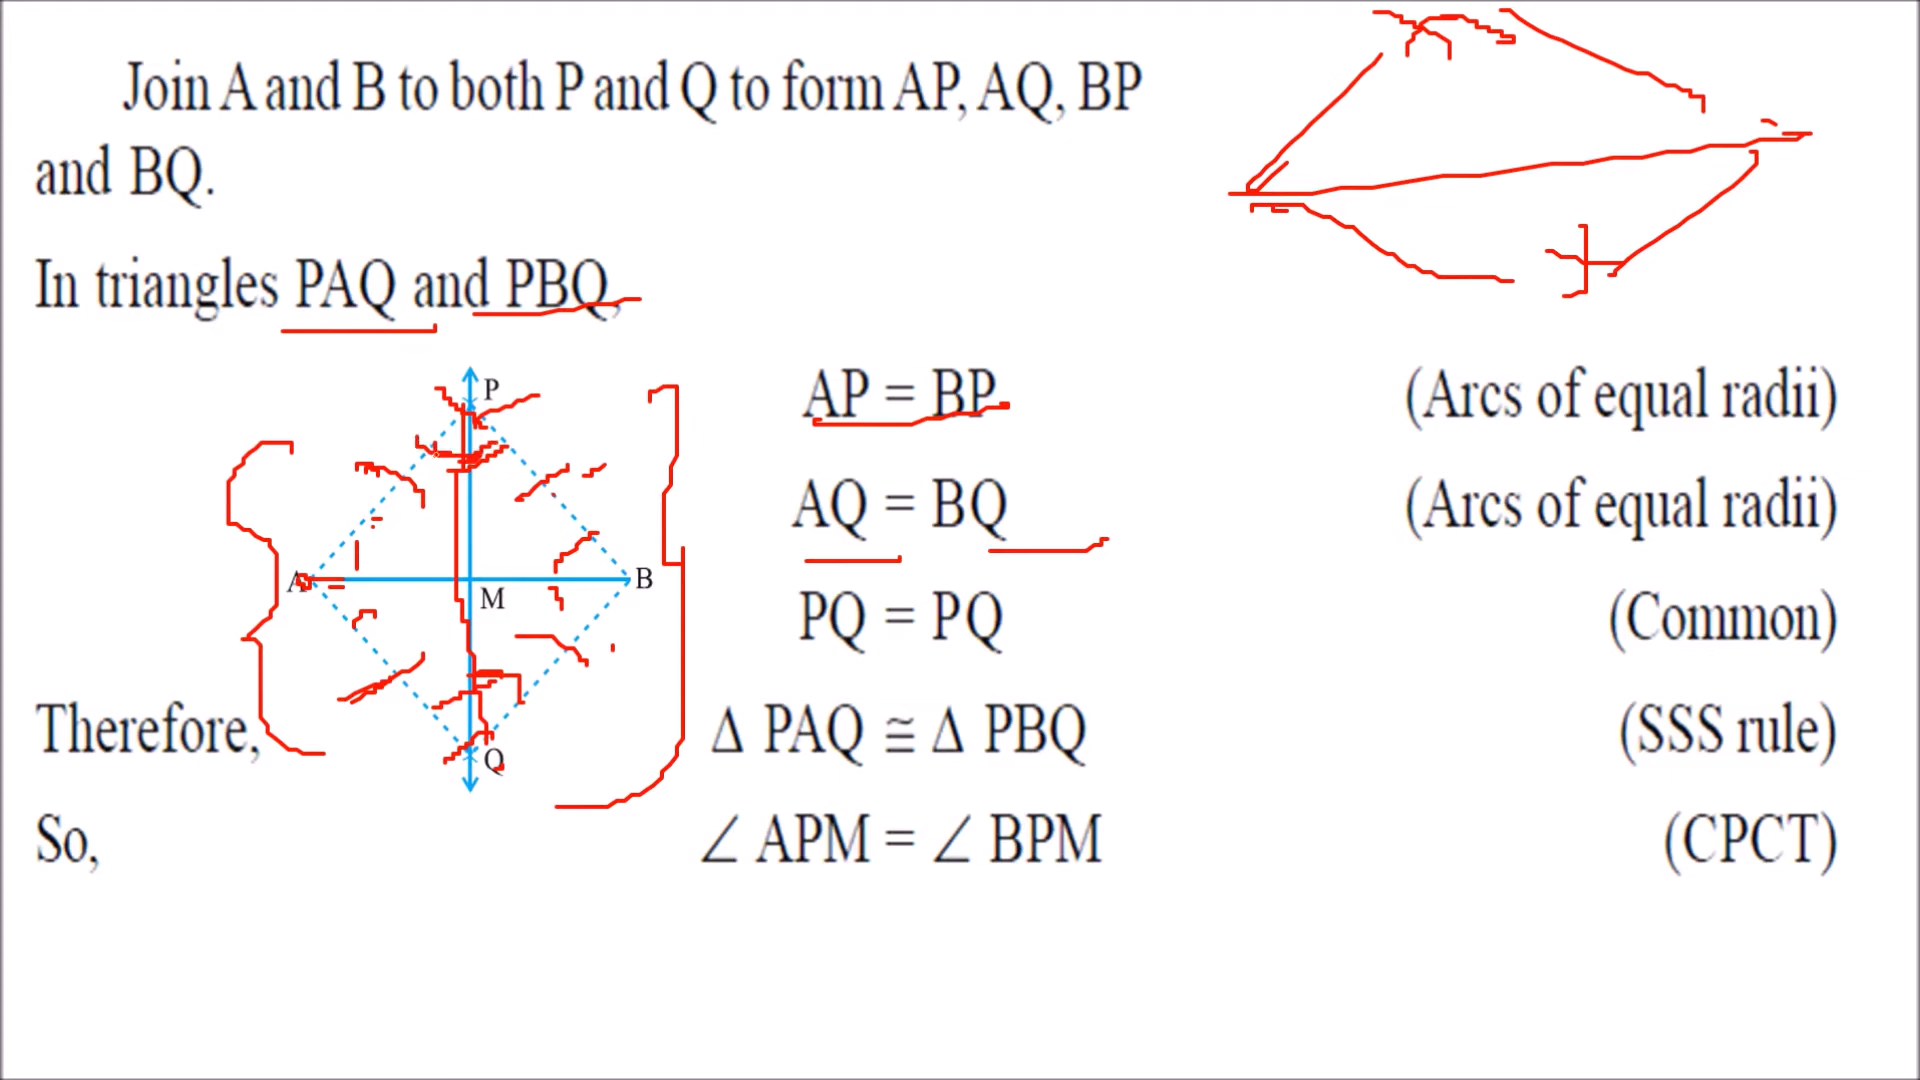 Join A and B to both P and Q to form AP, AQ, BP
and BQ.
In triangles PAQ and PBQ,
P
AP = BP (Arcs of equal radii)
AQ = BQ (Arcs of equal radii)
A B
M
PQ = PQ (Common)
Therefore, Δ PAQ ≅ Δ PBQ (SSS rule)
Q
So, ∠ APM = ∠ BPM (CPCT)